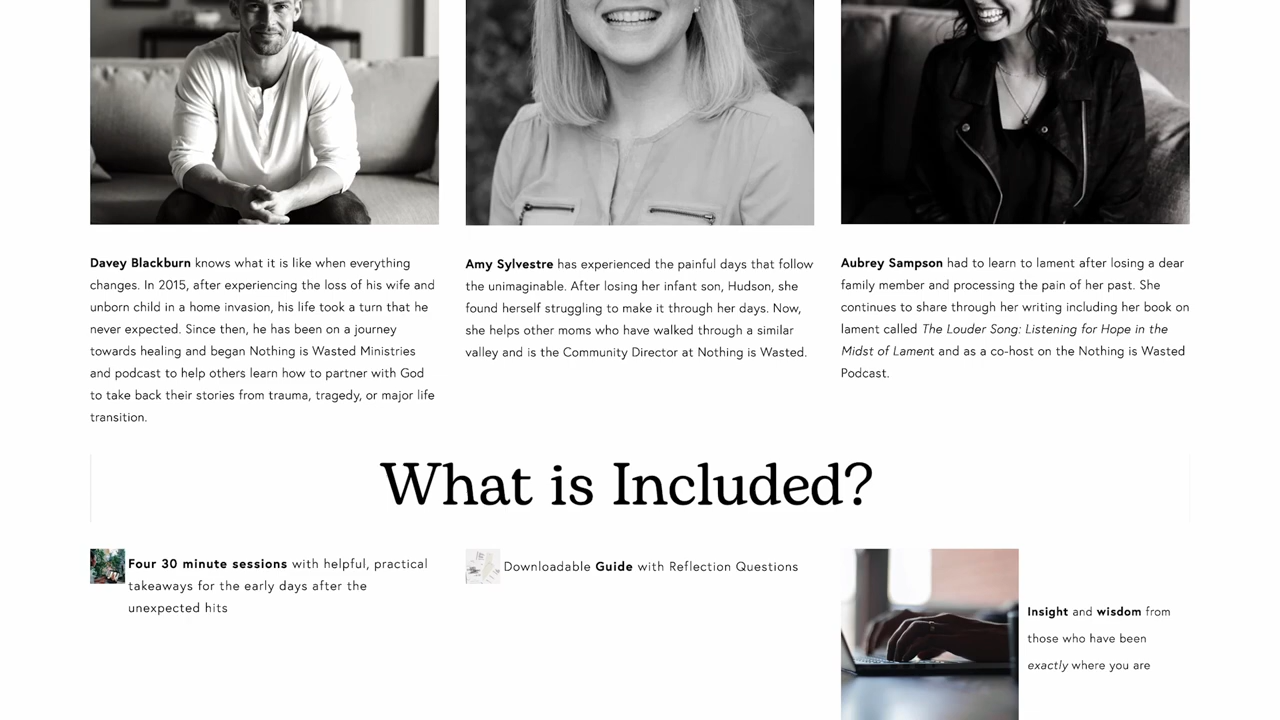 Davey Blackburn knows what it is like when everything
changes. In 2015, after experiencing the loss of his wife and
unborn child in a home invasion, his life took a turn that he
never expected. Since then, he has been on a journey
towards healing and began Nothing is Wasted Ministries
and podcast to help others learn how to partner with God
to take back their stories from trauma, tragedy, or major life
transition.
Amy Sylvestre has experienced the painful days that follow
the unimaginable. After losing her infant son, Hudson, she
found herself struggling to make it through her days. Now,
she helps other moms who have walked through a similar
valley and is the Community Director at Nothing is Wasted.
Aubrey Sampson had to learn to lament after losing a dear
family member and processing the pain of her past. She
continues to share through her writing including her book on
lament called The Louder Song: Listening for Hope in the
Midst of Lament and as a co-host on the Nothing is Wasted
Podcast.
What is Included?
Four 30 minute sessions with helpful, practical
takeaways for the early days after the
unexpected hits
Downloadable Guide with Reflection Questions
Insight and wisdom from
those who have been
exactly where you are